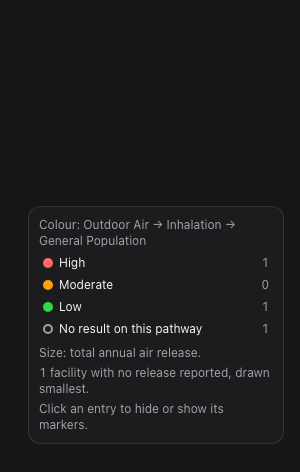 Colour: Outdoor Air → Inhalation →
General Population
High 1
Moderate 0
Low 1
No result on this pathway 1
Size: total annual air release.
1 facility with no release reported, drawn
smallest.
Click an entry to hide or show its
markers.